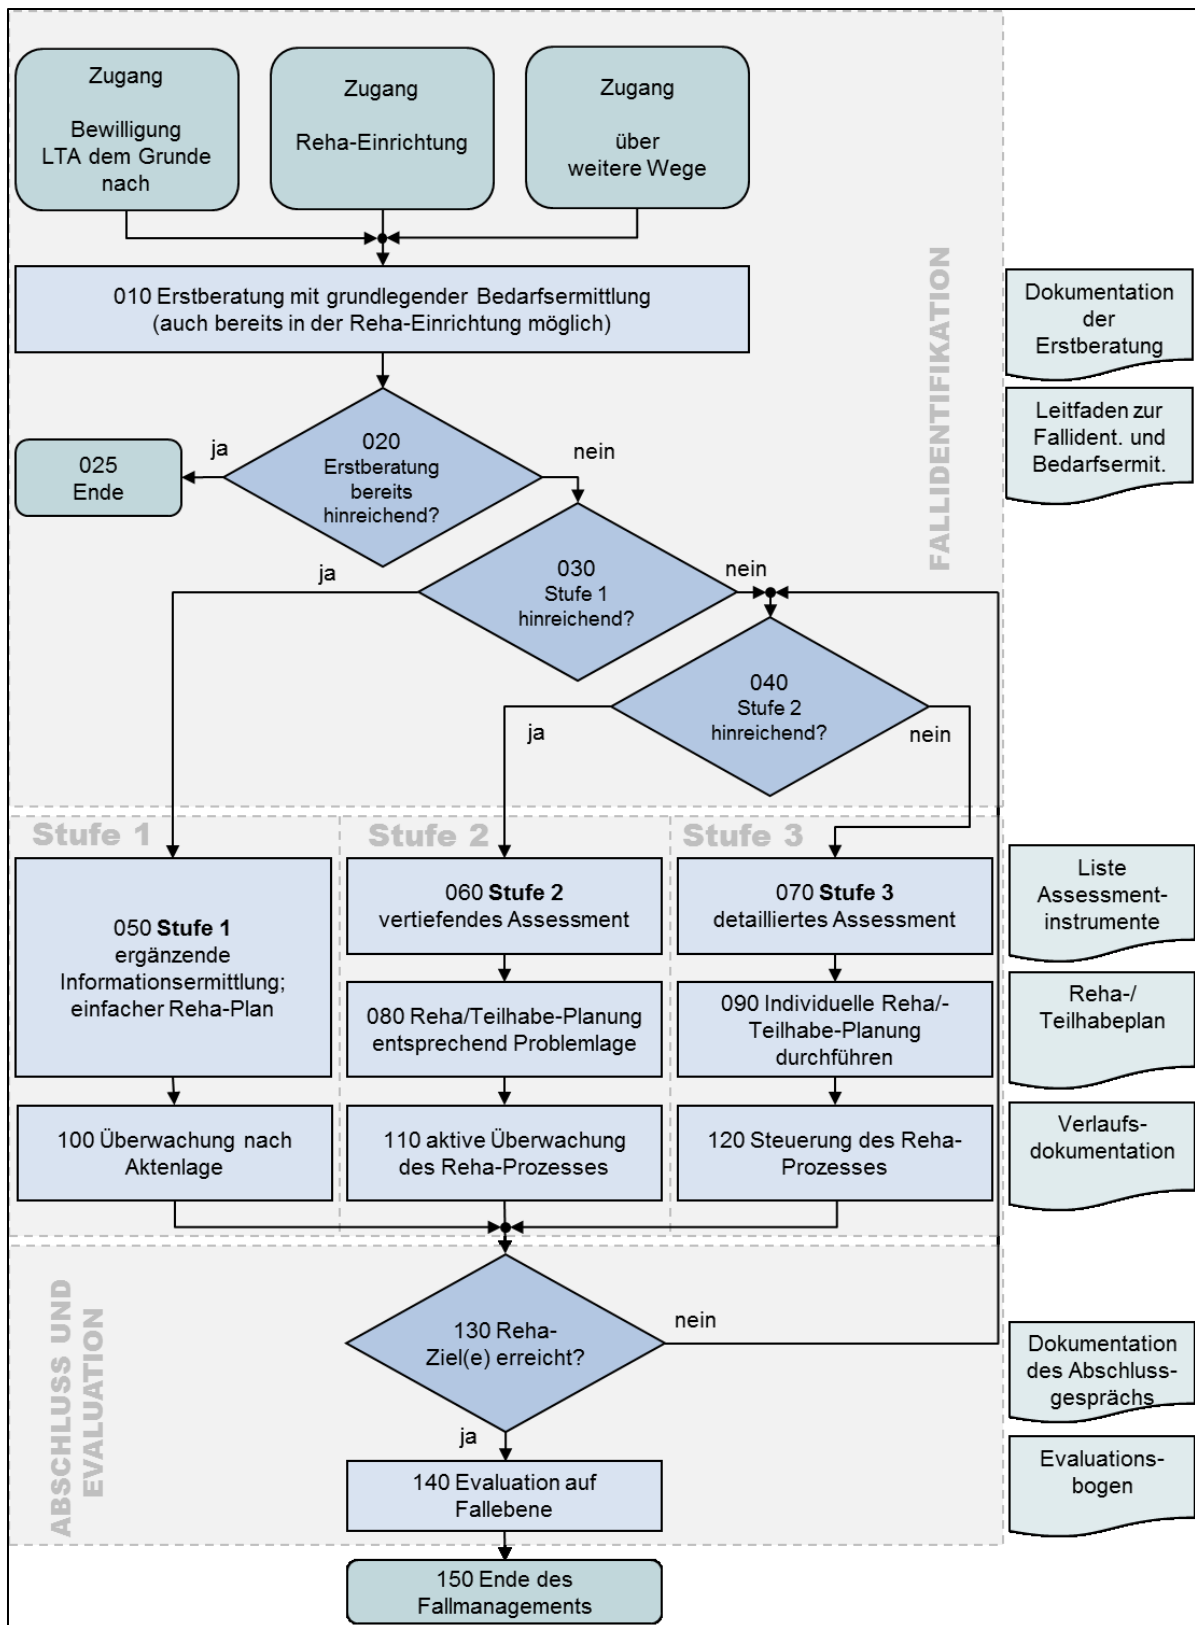 Zugang
Bewilligung
LTA dem Grunde
nach
Zugang
Reha-Einrichtung
Zugang
über
weitere Wege
010 Erstberatung mit grundlegender Bedarfsermittlung
(auch bereits in der Reha-Einrichtung möglich)
Dokumentation
der
Erstberatung
FALLIDENTIFIKATION
Leitfaden zur
Fallident. und
Bedarfsermit.
ja
020
Erstberatung
bereits
hinreichend?
nein
025
Ende
ja
030
Stufe 1
hinreichend?
nein
ja
040
Stufe 2
hinreichend?
nein
Stufe 1
Stufe 2
Stufe 3
050 Stufe 1
ergänzende
Informationsermittlung;
einfacher Reha-Plan
060 Stufe 2
vertiefendes Assessment
070 Stufe 3
detailliertes Assessment
Liste
Assessment-
instrumente
080 Reha/Teilhabe-Planung
entsprechend Problemlage
090 Individuelle Reha/-
Teilhabe-Planung
durchführen
Reha-/
Teilhabeplan
100 Überwachung nach
Aktenlage
110 aktive Überwachung
des Reha-Prozesses
120 Steuerung des Reha-
Prozesses
Verlaufs-
dokumentation
ABSCHLUSS UND
EVALUATION
130 Reha-
Ziel(e) erreicht?
nein
ja
Dokumentation
des Abschluss-
gesprächs
140 Evaluation auf
Fallebene
Evaluations-
bogen
150 Ende des
Fallmanagements